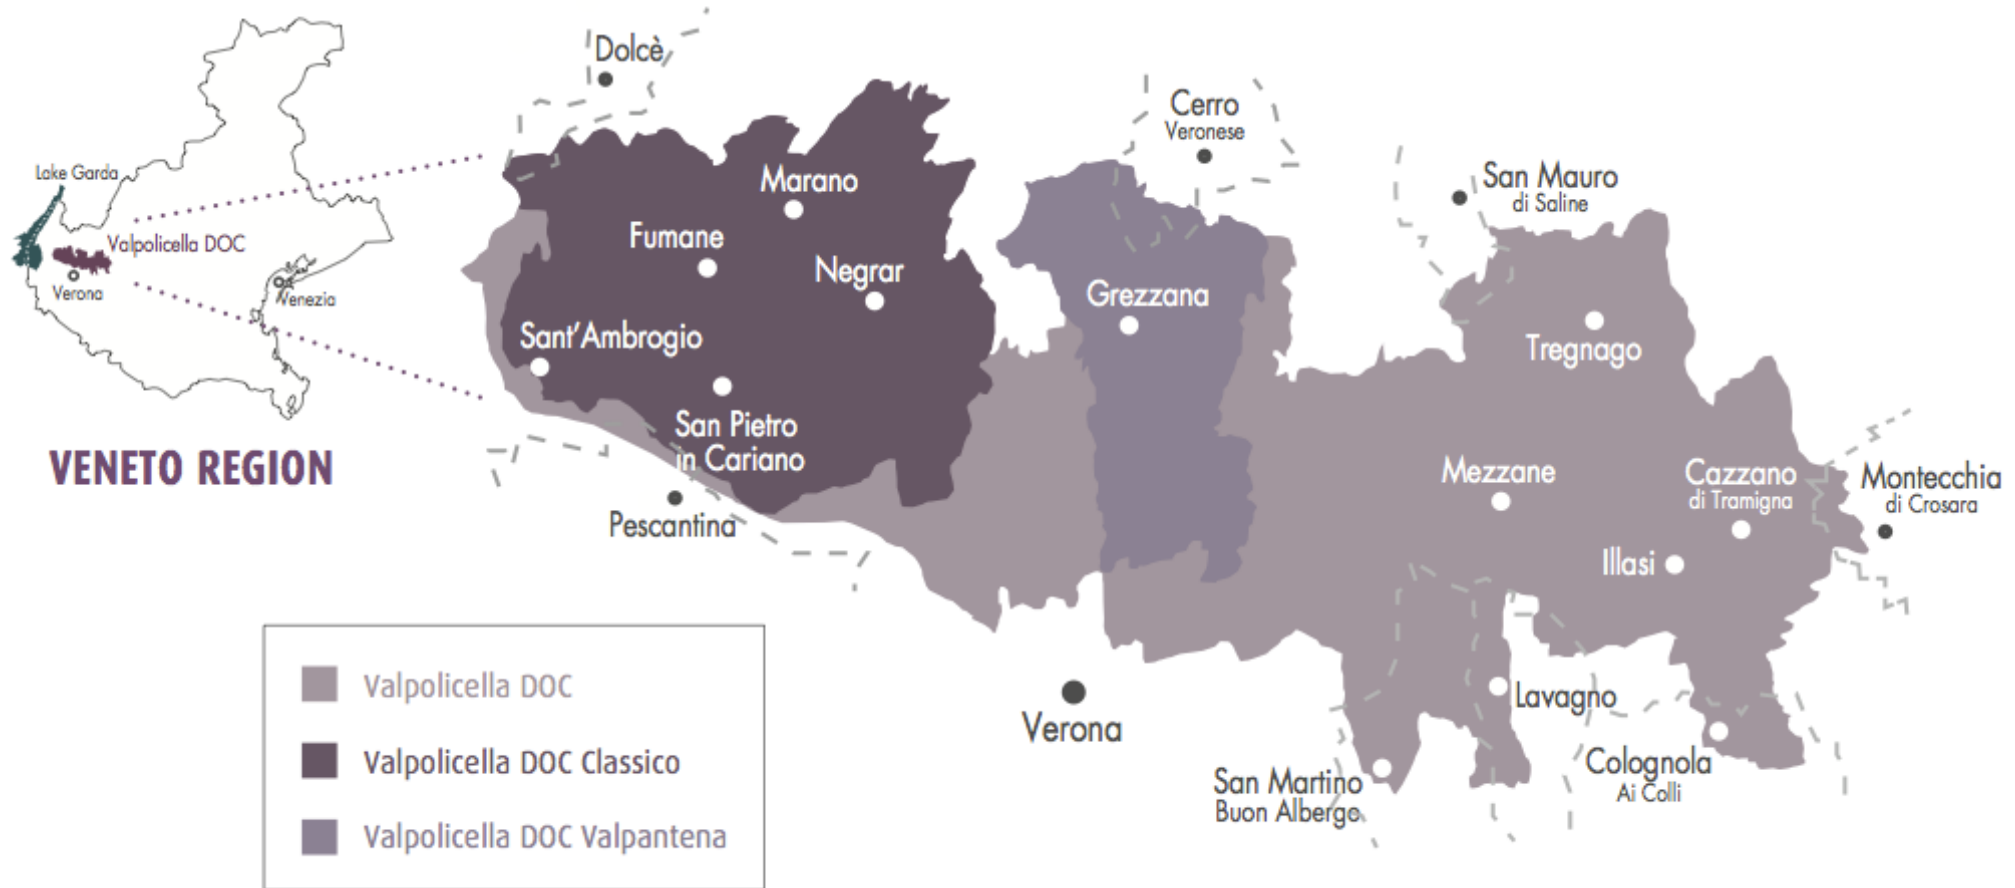 Lake Garda
Valpolicella DOC
Verona
Venezia
VENETO REGION
Dolcè
Marano
Fumane
Negrar
Sant'Ambrogio
San Pietro
in Cariano
Pescantina
Cerro
Veronese
Grezzana
San Mauro
di Saline
Tregnago
Mezzane
Cazzano
di Tramigna
Montecchia
di Crosara
Illasi
Lavagno
Verona
San Martino
Buon Albergo
Colognola
Ai Colli
Valpolicella DOC
Valpolicella DOC Classico
Valpolicella DOC Valpantena